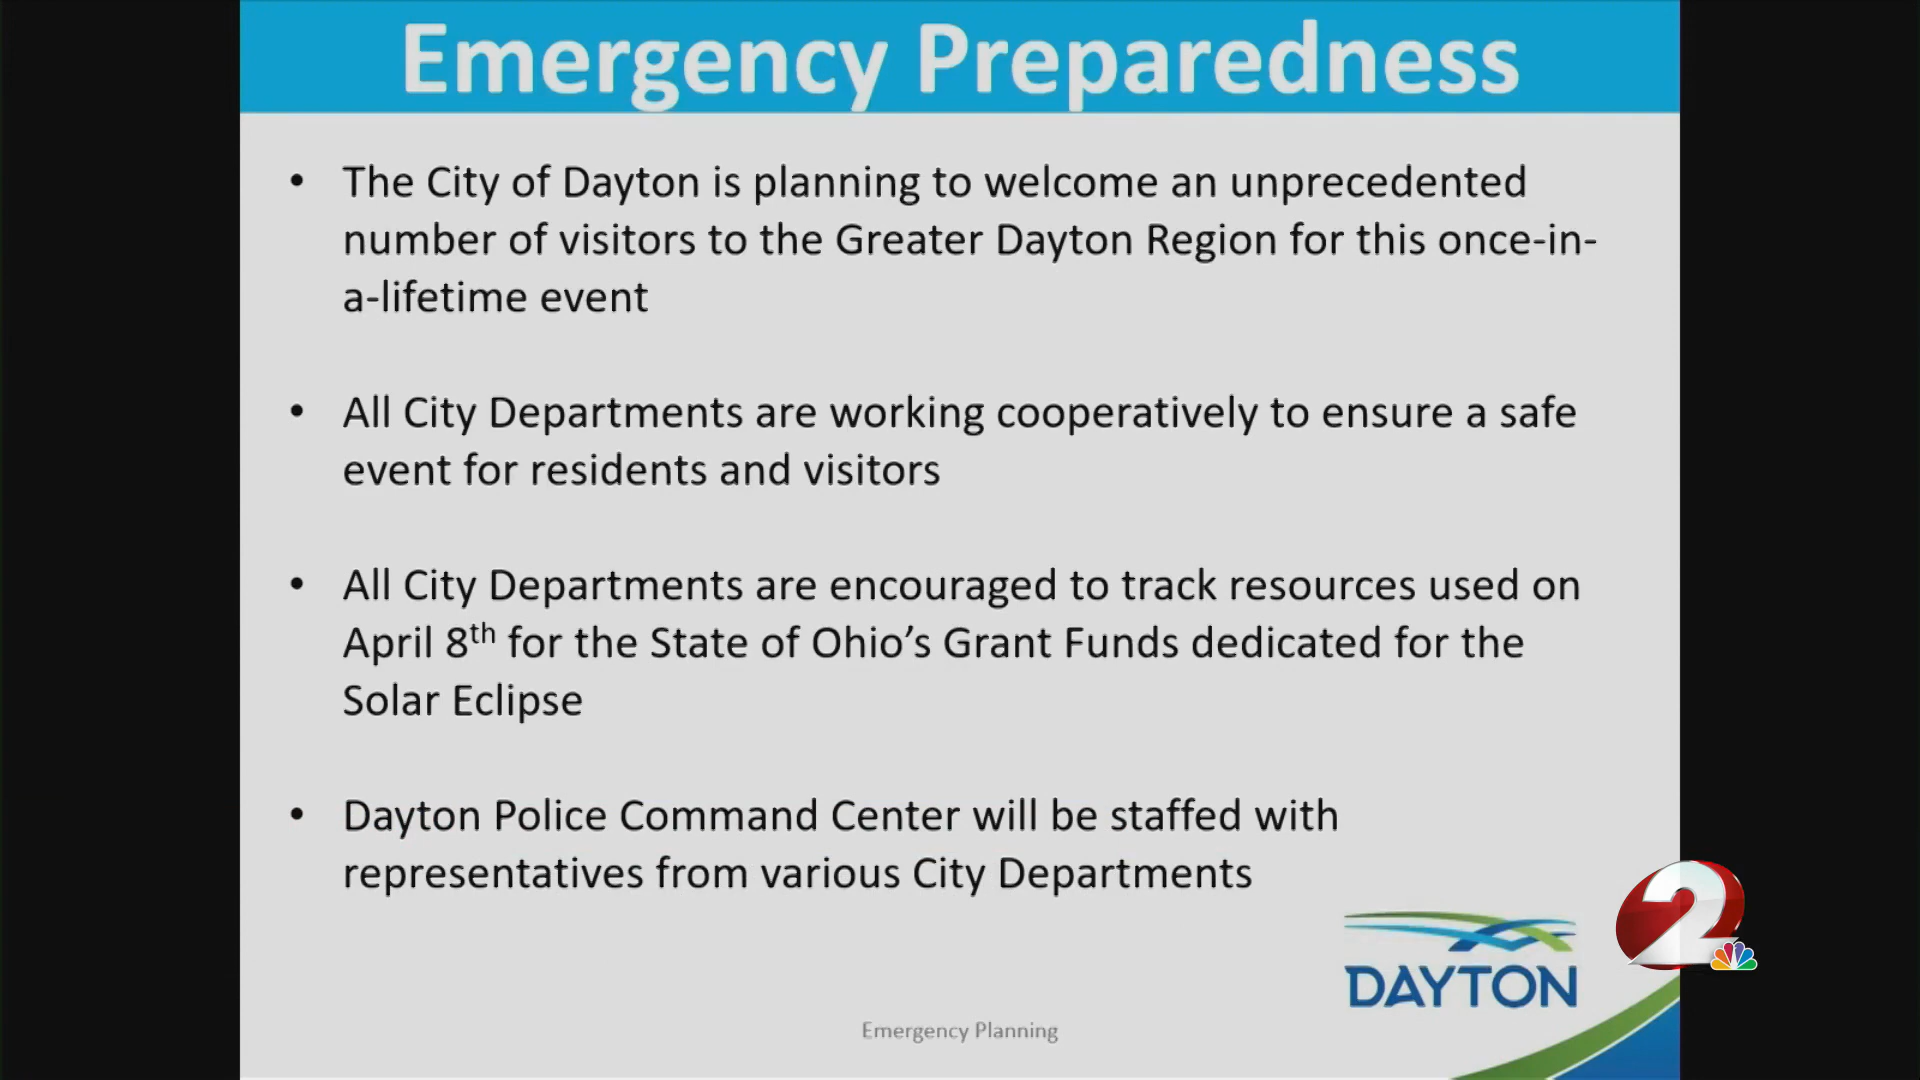 Emergency Preparedness
• The City of Dayton is planning to welcome an unprecedented
number of visitors to the Greater Dayton Region for this once-in-
a-lifetime event
• All City Departments are working cooperatively to ensure a safe
event for residents and visitors
• All City Departments are encouraged to track resources used on
April 8th for the State of Ohio’s Grant Funds dedicated for the
Solar Eclipse
• Dayton Police Command Center will be staffed with
representatives from various City Departments
2
DAYTON
Emergency Planning